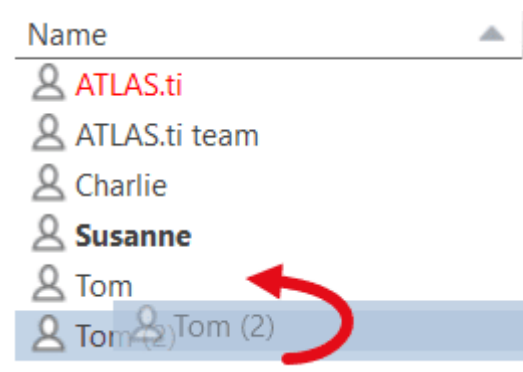 Name
ATLAS.ti
ATLAS.ti team
Charlie
Susanne
Tom
Tom (2)
Tom (2)